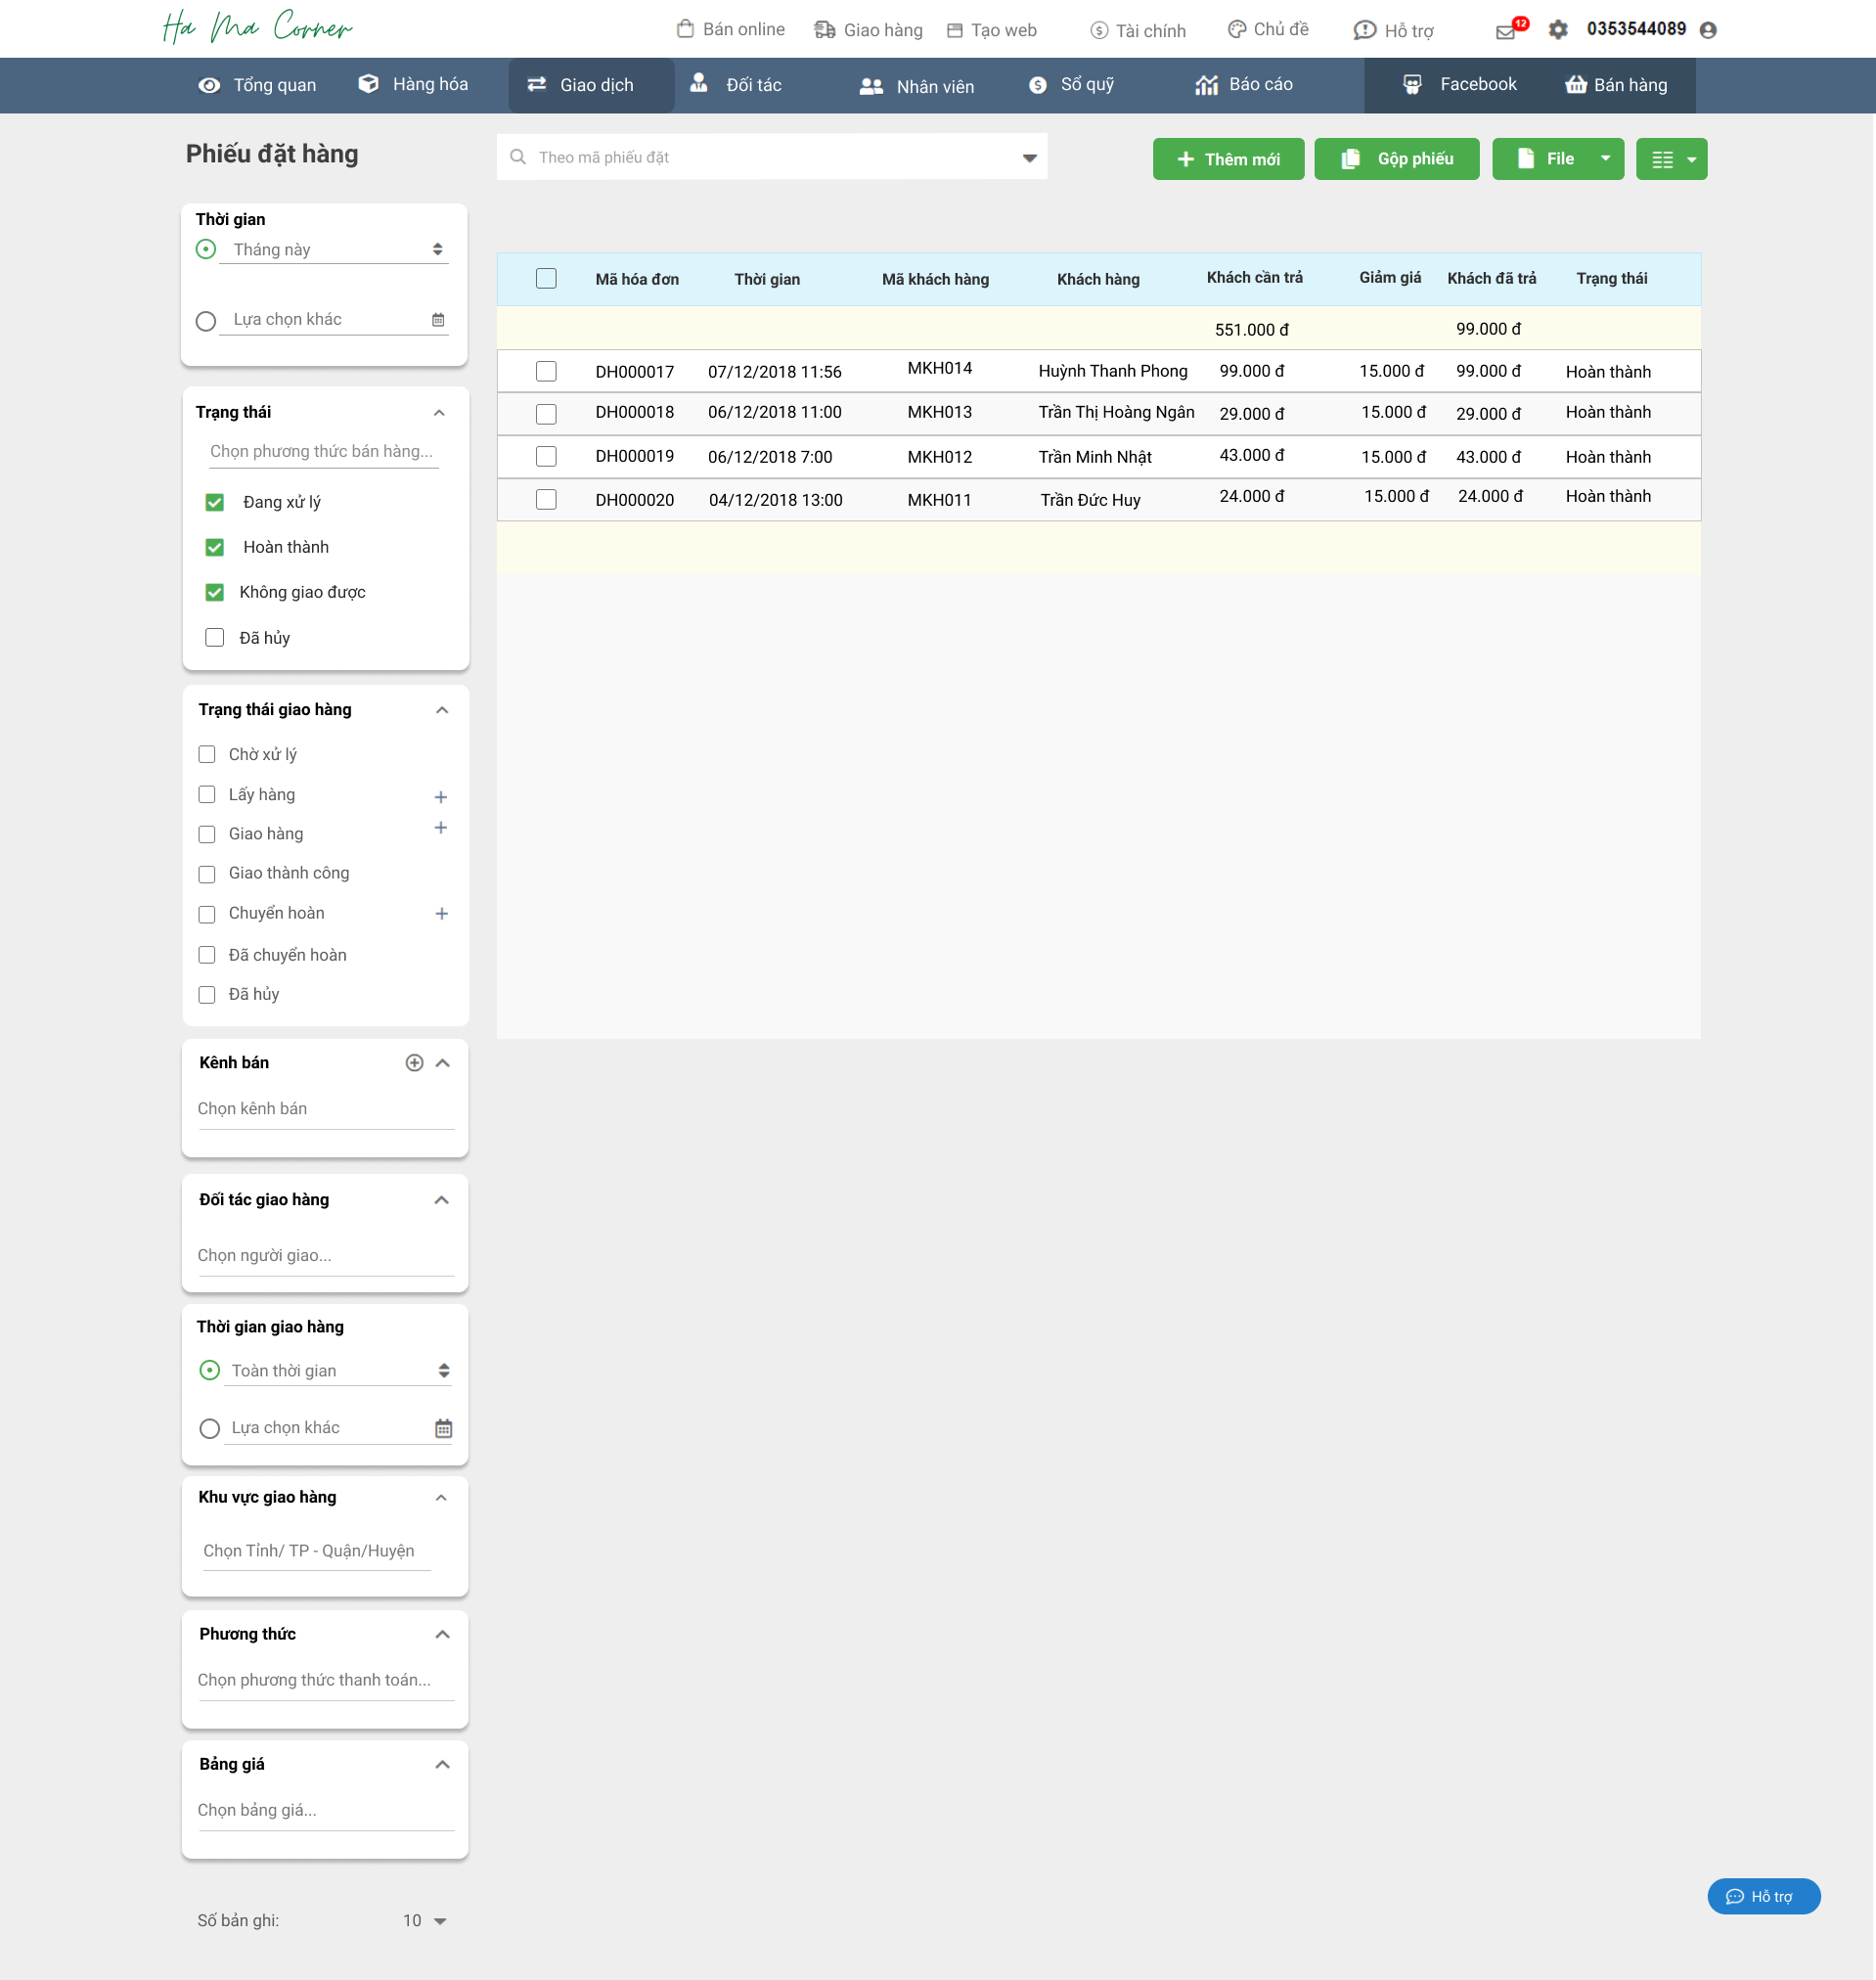 Ha Ma Corner
Bán online Giao hàng Tạo web Tài chính Chủ đề Hỗ trợ 12 0353544089
Tổng quan Hàng hóa Giao dịch Đối tác Nhân viên Sổ quỹ Báo cáo Facebook Bán hàng
Phiếu đặt hàng
Theo mã phiếu đặt
Thêm mới Gộp phiếu File
Thời gian
Tháng này
Lựa chọn khác
Trạng thái
Chọn phương thức bán hàng...
Đang xử lý
Hoàn thành
Không giao được
Đã hủy
Trạng thái giao hàng
Chờ xử lý
Lấy hàng
Giao hàng
Giao thành công
Chuyển hoàn
Đã chuyển hoàn
Đã hủy
Kênh bán
Chọn kênh bán
Đối tác giao hàng
Chọn người giao...
Thời gian giao hàng
Toàn thời gian
Lựa chọn khác
Khu vực giao hàng
Chọn Tỉnh/ TP - Quận/Huyện
Phương thức
Chọn phương thức thanh toán...
Bảng giá
Chọn bảng giá...
Số bản ghi: 10
Mã hóa đơn Thời gian Mã khách hàng Khách hàng Khách cần trả Giảm giá Khách đã trả Trạng thái
551.000 đ 99.000 đ
DH000017 07/12/2018 11:56 MKH014 Huỳnh Thanh Phong 99.000 đ 15.000 đ 99.000 đ Hoàn thành
DH000018 06/12/2018 11:00 MKH013 Trần Thị Hoàng Ngân 29.000 đ 15.000 đ 29.000 đ Hoàn thành
DH000019 06/12/2018 7:00 MKH012 Trần Minh Nhật 43.000 đ 15.000 đ 43.000 đ Hoàn thành
DH000020 04/12/2018 13:00 MKH011 Trần Đức Huy 24.000 đ 15.000 đ 24.000 đ Hoàn thành
Hỗ trợ